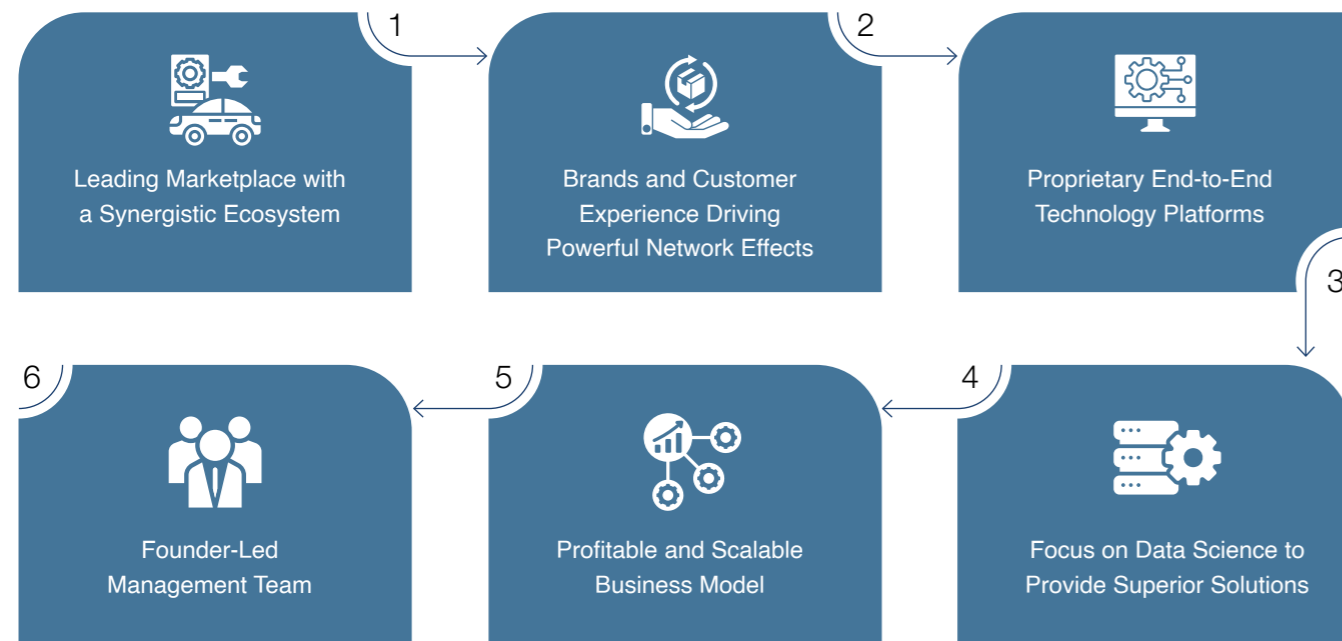 1
Leading Marketplace with
a Synergistic Ecosystem
2
Brands and Customer
Experience Driving
Powerful Network Effects
3
Proprietary End-to-End
Technology Platforms
4
Focus on Data Science to
Provide Superior Solutions
5
Profitable and Scalable
Business Model
6
Founder-Led
Management Team